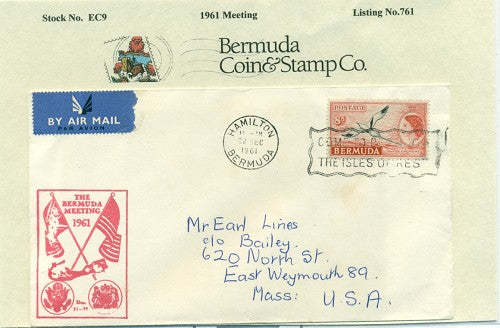 Stock No. EC9 1961 Meeting Listing No.761
Bermuda
Coin&Stamp Co.
BY AIR MAIL
PAR AVION
HAMILTON
DEC
1961
BERMUDA
POSTAGE
3D
BERMUDA
THE ISLES OF
THE
BERMUDA
MEETING
1961
Dec.
Mr Earl Lines
c/o Bailey.
620 North St.
East Weymouth 89.
Mass: U.S.A.